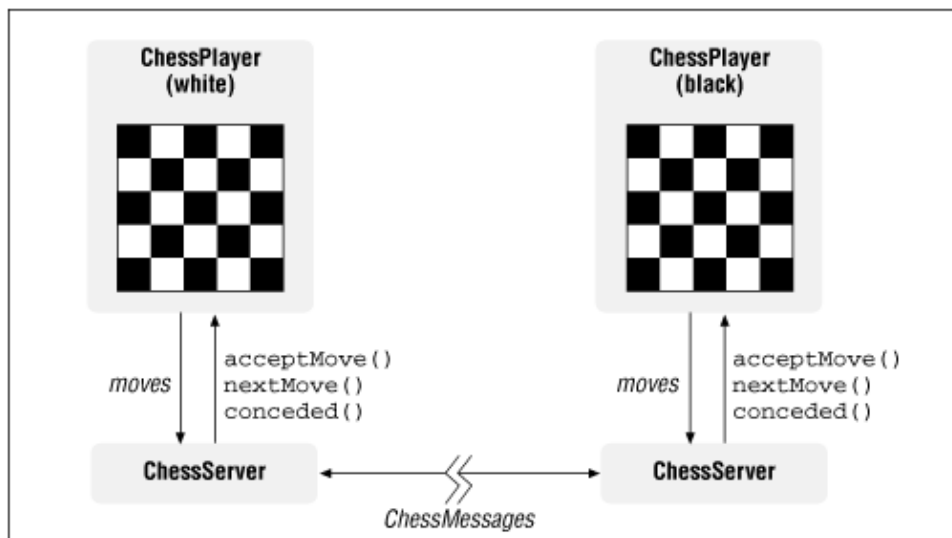 ChessPlayer
(white)
ChessPlayer
(black)
moves
acceptMove()
nextMove()
conceded()
moves
acceptMove()
nextMove()
conceded()
ChessServer
ChessServer
ChessMessages